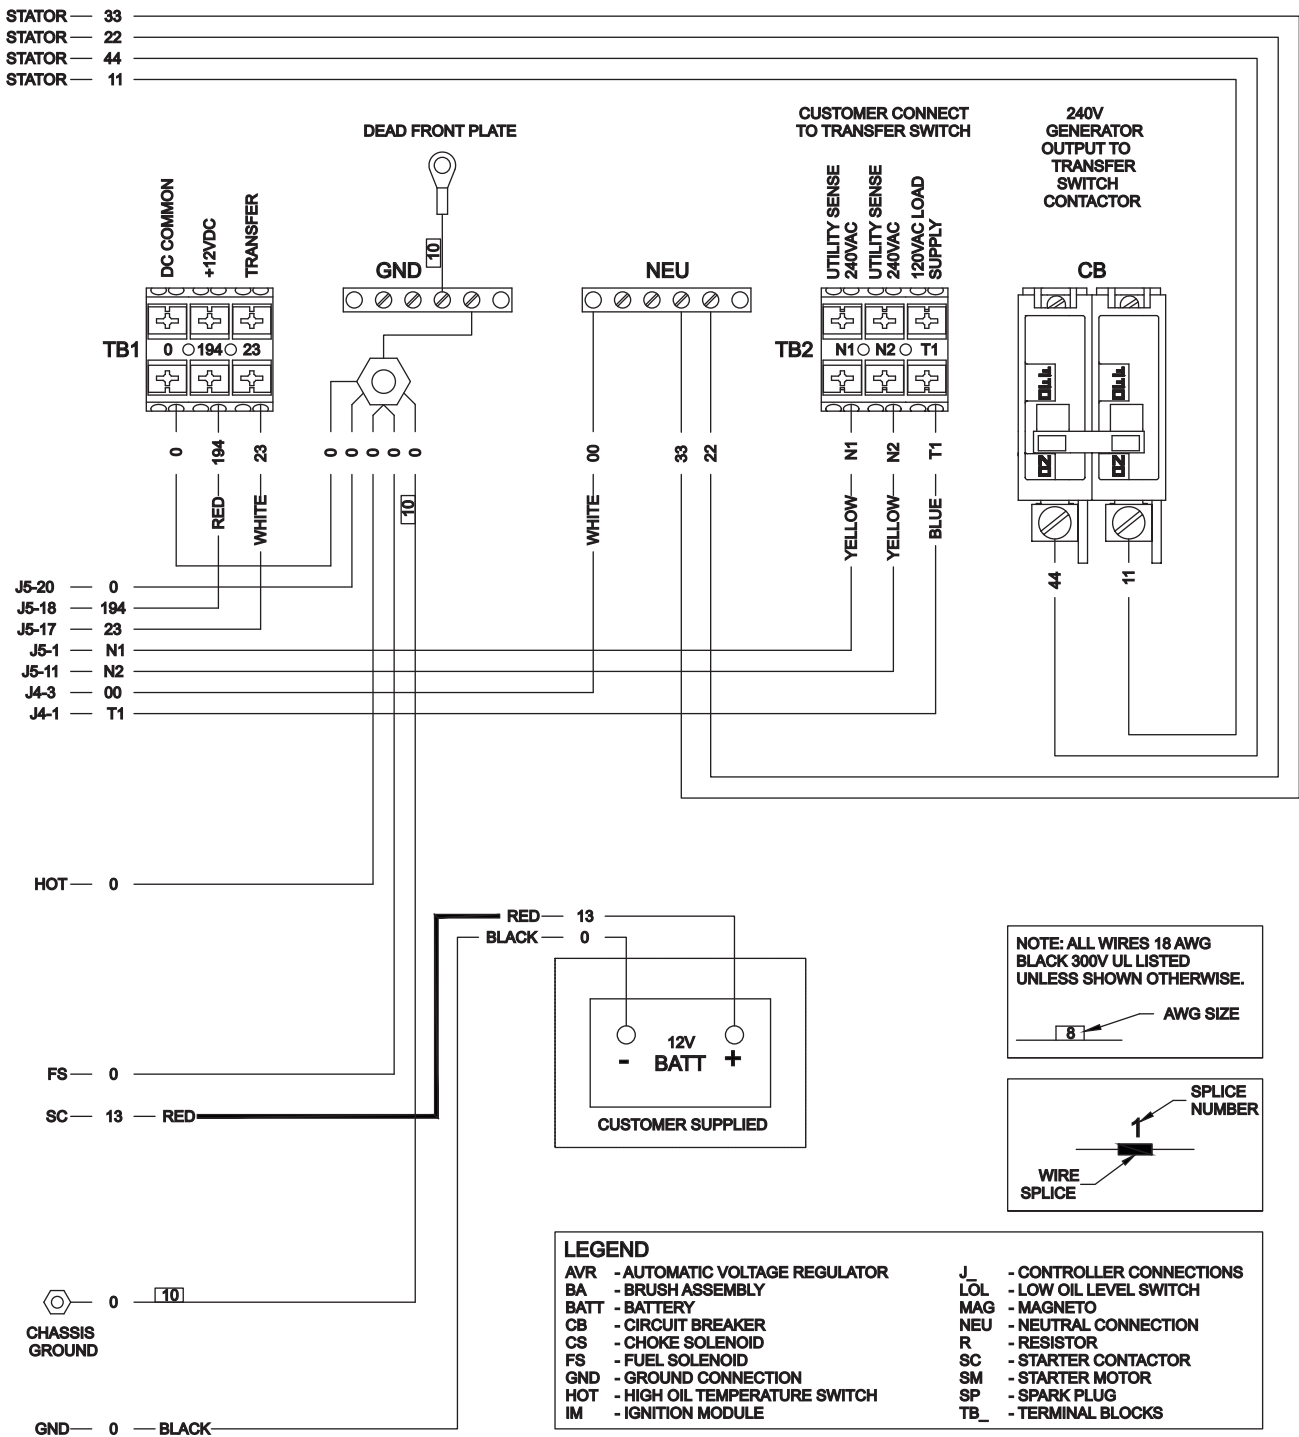 STATOR 33
STATOR 22
STATOR 44
STATOR 11
DEAD FRONT PLATE
CUSTOMER CONNECT
TO TRANSFER SWITCH
240V
GENERATOR
OUTPUT TO
TRANSFER
SWITCH
CONTACTOR
DC COMMON
+12VDC
TRANSFER
10
UTILITY SENSE
240VAC
UTILITY SENSE
240VAC
120VAC LOAD
SUPPLY
GND
NEU
CB
TB1
0 194 23
TB2
N1 N2 T1
OFF OFF
ON ON
0 194 23
0 0 0 0 0
00 33 22
N1 N2 T1
RED
WHITE
10
WHITE
YELLOW
YELLOW
BLUE
44
11
J5-20 0
J5-18 194
J5-17 23
J5-1 N1
J5-11 N2
J4-3 00
J4-1 T1
HOT 0
RED 13
BLACK 0
12V
- BATT +
CUSTOMER SUPPLIED
NOTE: ALL WIRES 18 AWG
BLACK 300V UL LISTED
UNLESS SHOWN OTHERWISE.
AWG SIZE
8
FS 0
SC 13 RED
SPLICE
NUMBER
1
WIRE
SPLICE
0 10
CHASSIS
GROUND
GND 0 BLACK
LEGEND
AVR - AUTOMATIC VOLTAGE REGULATOR
BA - BRUSH ASSEMBLY
BATT - BATTERY
CB - CIRCUIT BREAKER
CS - CHOKE SOLENOID
FS - FUEL SOLENOID
GND - GROUND CONNECTION
HOT - HIGH OIL TEMPERATURE SWITCH
IM - IGNITION MODULE
J_ - CONTROLLER CONNECTIONS
LOL - LOW OIL LEVEL SWITCH
MAG - MAGNETO
NEU - NEUTRAL CONNECTION
R - RESISTOR
SC - STARTER CONTACTOR
SM - STARTER MOTOR
SP - SPARK PLUG
TB_ - TERMINAL BLOCKS